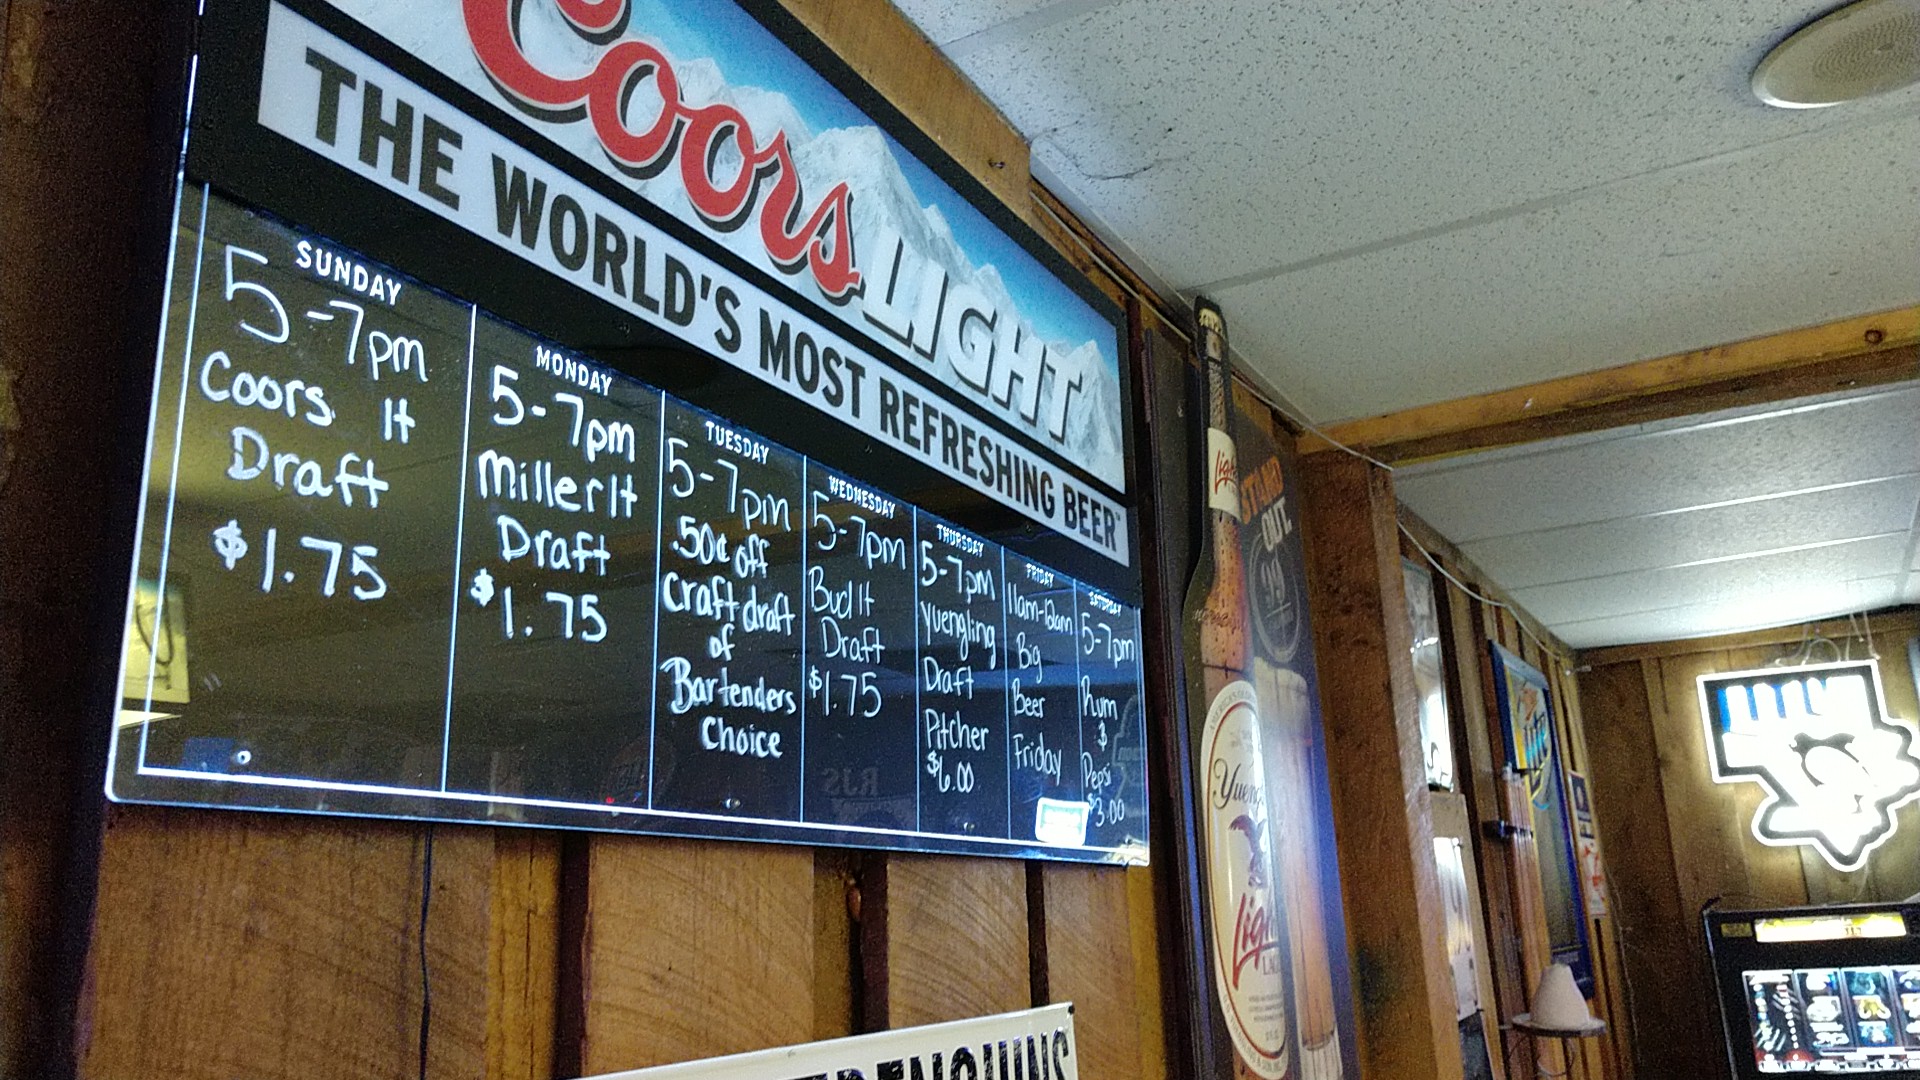 Coors LIGHT
THE WORLD'S MOST REFRESHING BEER
SUNDAY
5-7pm
Coors lt
Draft
$1.75
MONDAY
5-7pm
Miller lt
Draft
$1.75
TUESDAY
5-7pm
.50¢ off
craft draft
of
Bartenders
Choice
WEDNESDAY
5-7pm
Bud lt
Draft
$1.75
THURSDAY
5-7pm
Yuengling
Draft
Pitcher
$6.00
FRIDAY
11am-12am
Big
Beer
Friday
SATURDAY
5-7pm
Rum
&
Pepsi
$3.00
STAND
OUT
99
Light
Lite
PENGUINS